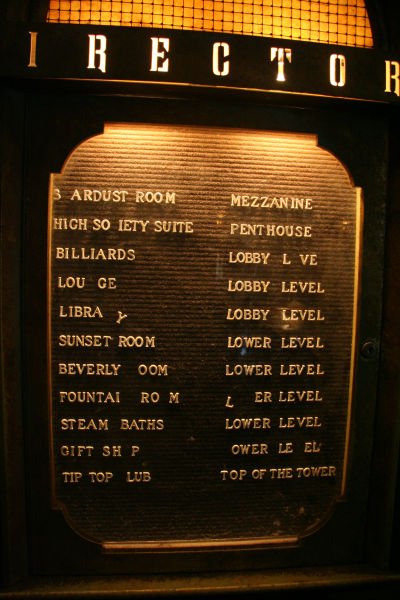 IRECTOR
3 ARDUST ROOM MEZZANINE
HIGH SO IETY SUITE PENTHOUSE
BILLIARDS LOBBY L VE
LOU GE LOBBY LEVEL
LIBRA Y LOBBY LEVEL
SUNSET ROOM LOWER LEVEL
BEVERLY OOM LOWER LEVEL
FOUNTAI RO M L ER LEVEL
STEAM BATHS LOWER LEVEL
GIFT SH P OWER LE EL
TIP TOP LUB TOP OF THE TOWER